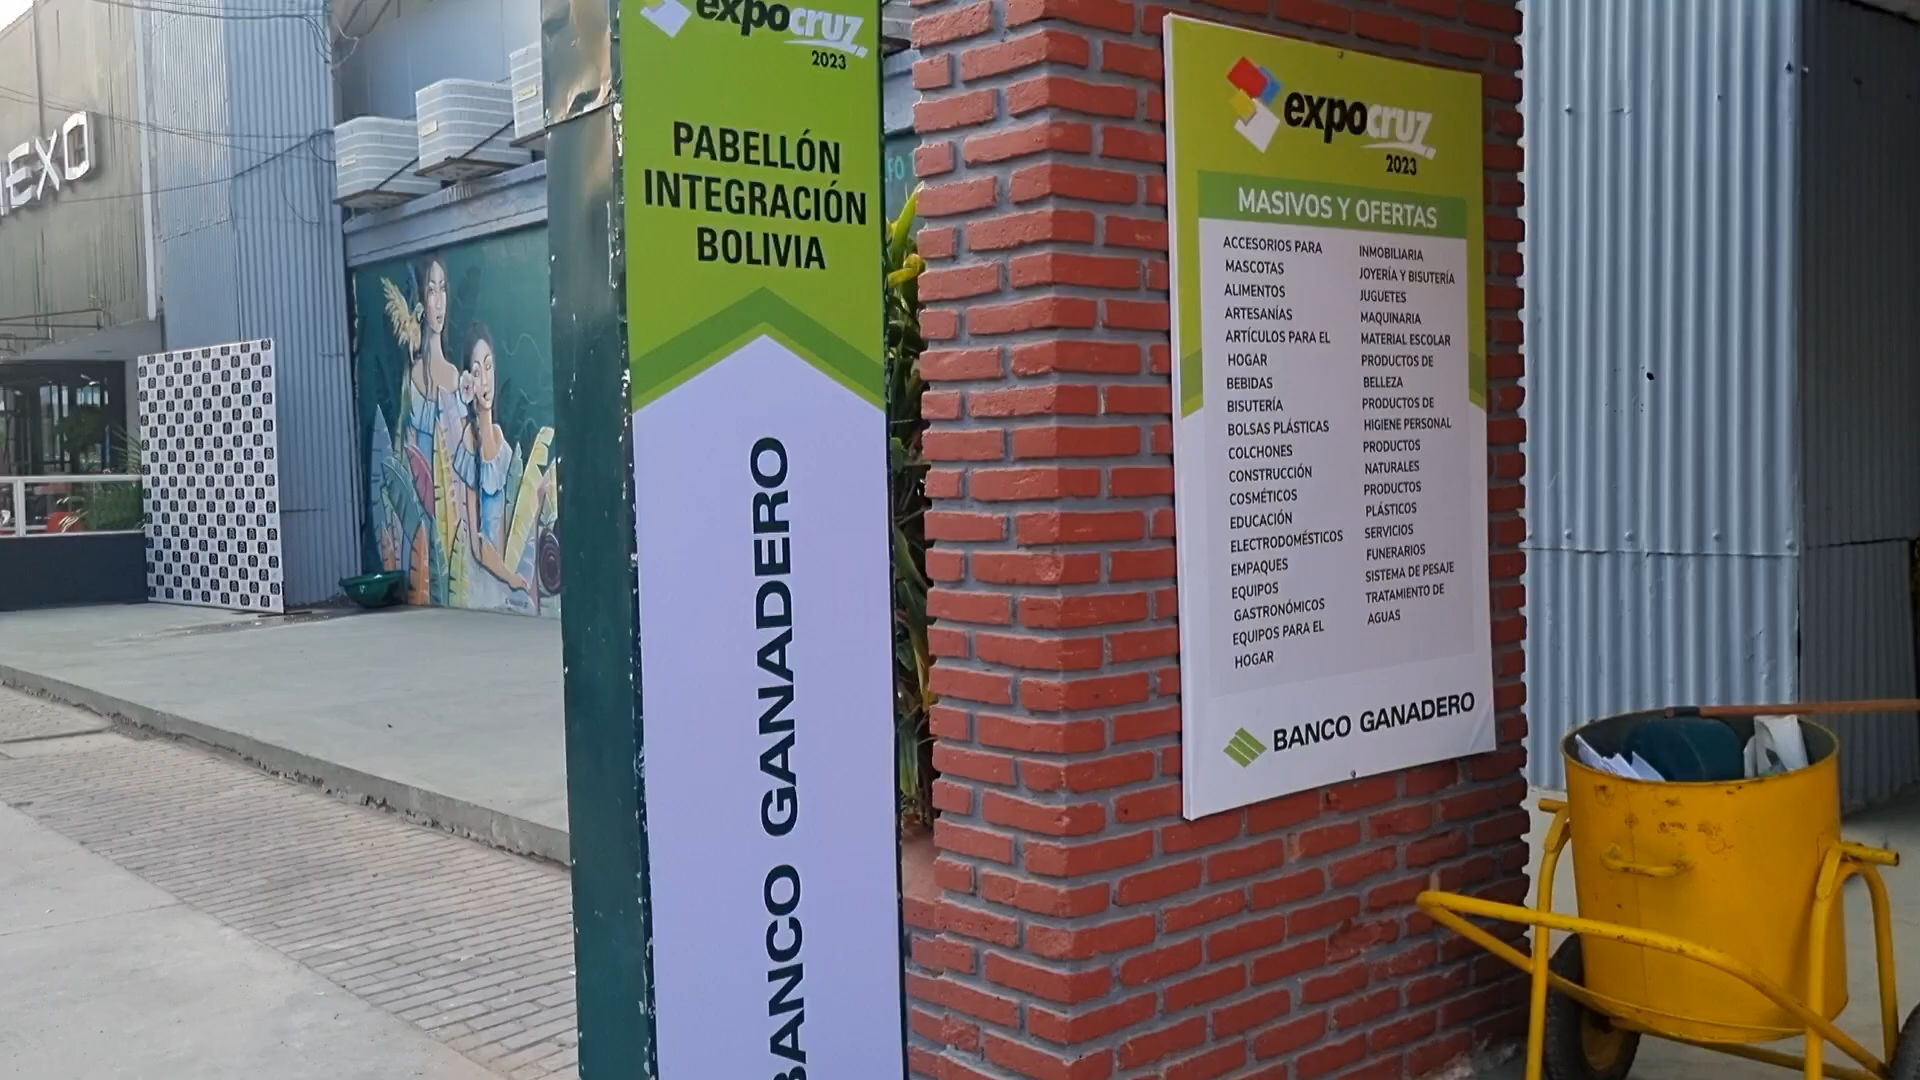 expocruz
2023
PABELLÓN
INTEGRACIÓN
BOLIVIA
BANCO GANADERO
expocruz
2023
MASIVOS Y OFERTAS
ACCESORIOS PARA
MASCOTAS
ALIMENTOS
ARTESANÍAS
ARTÍCULOS PARA EL
HOGAR
BEBIDAS
BISUTERÍA
BOLSAS PLÁSTICAS
COLCHONES
CONSTRUCCIÓN
COSMÉTICOS
EDUCACIÓN
ELECTRODOMÉSTICOS
EMPAQUES
EQUIPOS
GASTRONÓMICOS
EQUIPOS PARA EL
HOGAR
INMOBILIARIA
JOYERÍA Y BISUTERÍA
JUGUETES
MAQUINARIA
MATERIAL ESCOLAR
PRODUCTOS DE
BELLEZA
PRODUCTOS DE
HIGIENE PERSONAL
PRODUCTOS
NATURALES
PRODUCTOS
PLÁSTICOS
SERVICIOS
FUNERARIOS
SISTEMA DE PESAJE
TRATAMIENTO DE
AGUAS
BANCO GANADERO